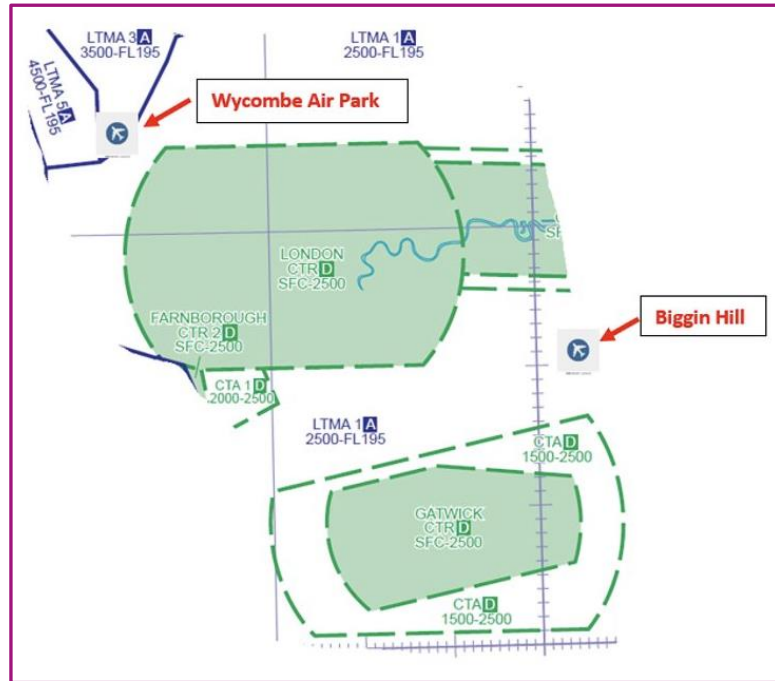 LTMA 3 A
3500-FL195
LTMA 1 A
2500-FL195
LTMA 5 A
4500-FL195
Wycombe Air Park
LONDON
CTR D
SFC-2500
FARNBOROUGH
CTR 2 D
SFC-2500
Biggin Hill
CTA 1 D
2000-2500
LTMA 1 A
2500-FL195
CTA D
1500-2500
GATWICK
CTR D
SFC-2500
CTA D
1500-2500